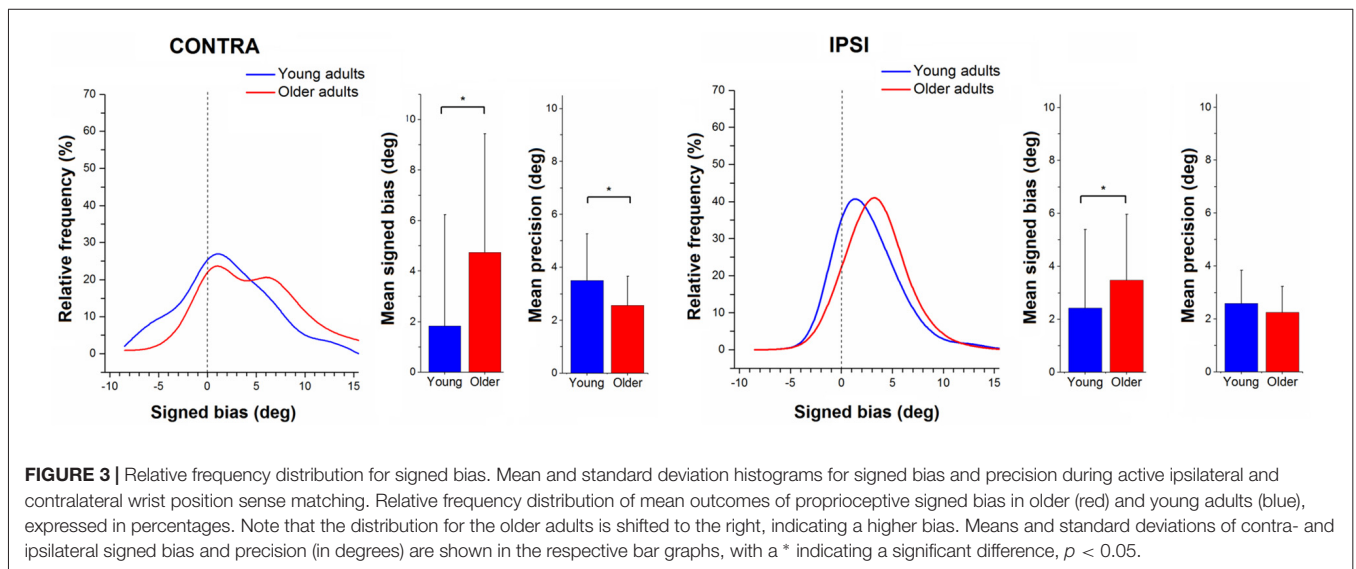 CONTRA
Young adults
Older adults
Relative frequency (%)
70
60
50
40
30
20
10
0
-10
-5
0
5
10
15
Signed bias (deg)
Mean signed bias (deg)
10
8
6
4
2
0
*
Young
Older
Mean precision (deg)
10
8
6
4
2
0
*
Young
Older
IPSI
Young adults
Older adults
Relative frequency (%)
70
60
50
40
30
20
10
0
-10
-5
0
5
10
15
Signed bias (deg)
Mean signed bias (deg)
10
8
6
4
2
0
*
Young
Older
Mean precision (deg)
10
8
6
4
2
0
Young
Older
FIGURE 3 | Relative frequency distribution for signed bias. Mean and standard deviation histograms for signed bias and precision during active ipsilateral and
contralateral wrist position sense matching. Relative frequency distribution of mean outcomes of proprioceptive signed bias in older (red) and young adults (blue),
expressed in percentages. Note that the distribution for the older adults is shifted to the right, indicating a higher bias. Means and standard deviations of contra- and
ipsilateral signed bias and precision (in degrees) are shown in the respective bar graphs, with a * indicating a significant difference, p < 0.05.